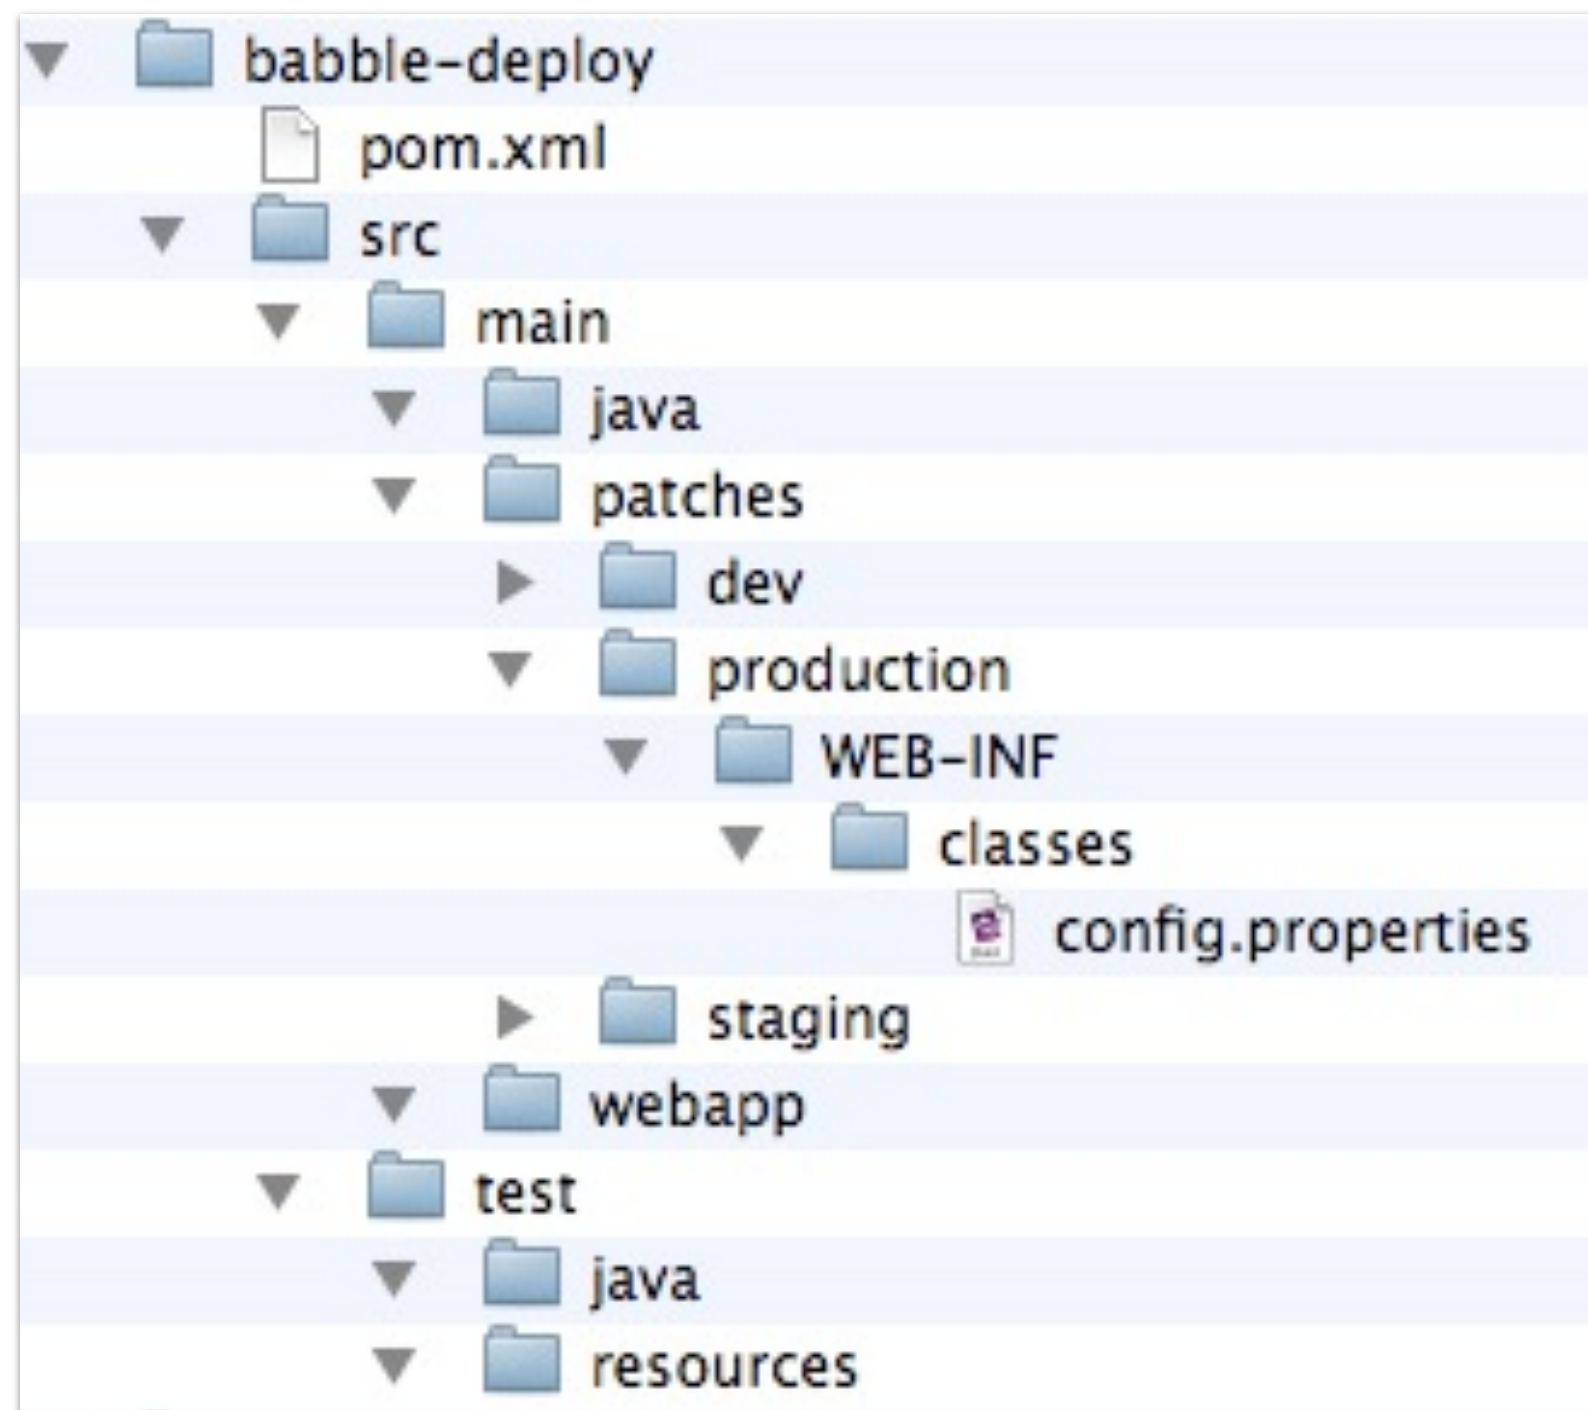 babble-deploy
pom.xml
src
main
java
patches
dev
production
WEB-INF
classes
config.properties
staging
webapp
test
java
resources